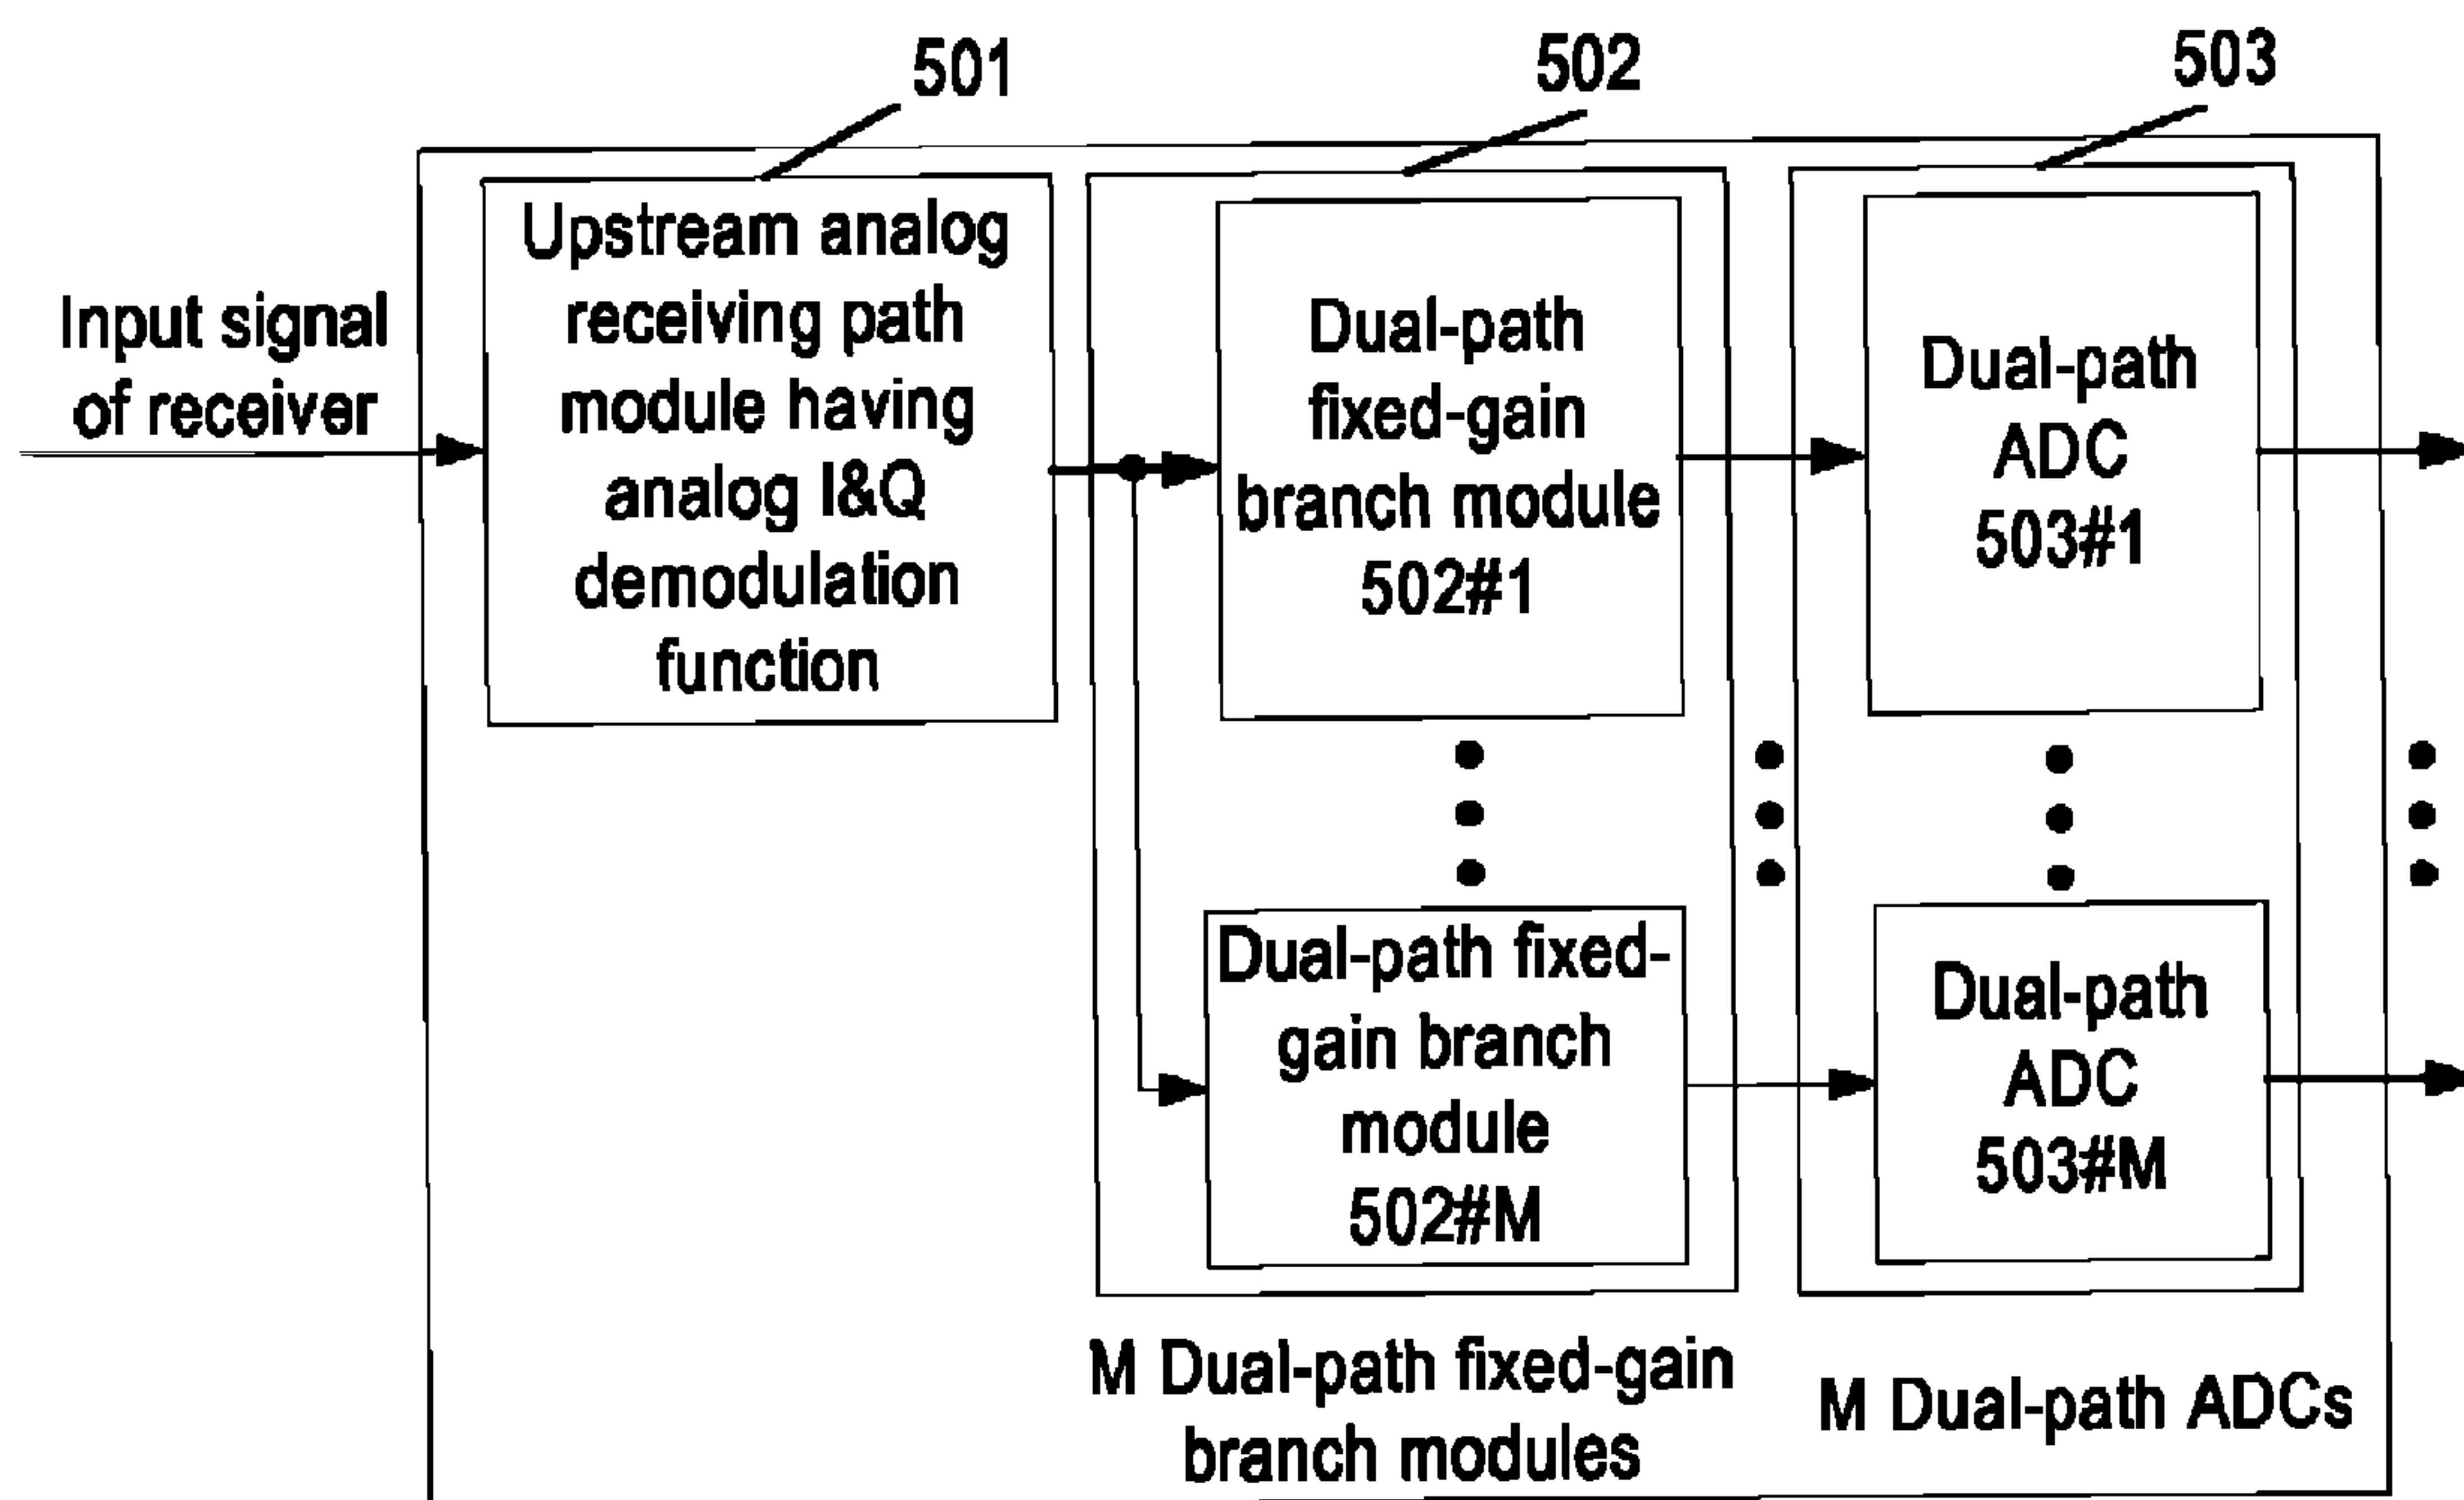 501
502
503
Input signal
of receiver
Upstream analog
receiving path
module having
analog I&Q
demodulation
function
Dual-path
fixed-gain
branch module
502#1
Dual-path
ADC
503#1
Dual-path fixed-
gain branch
module
502#M
Dual-path
ADC
503#M
M Dual-path fixed-gain
branch modules
M Dual-path ADCs